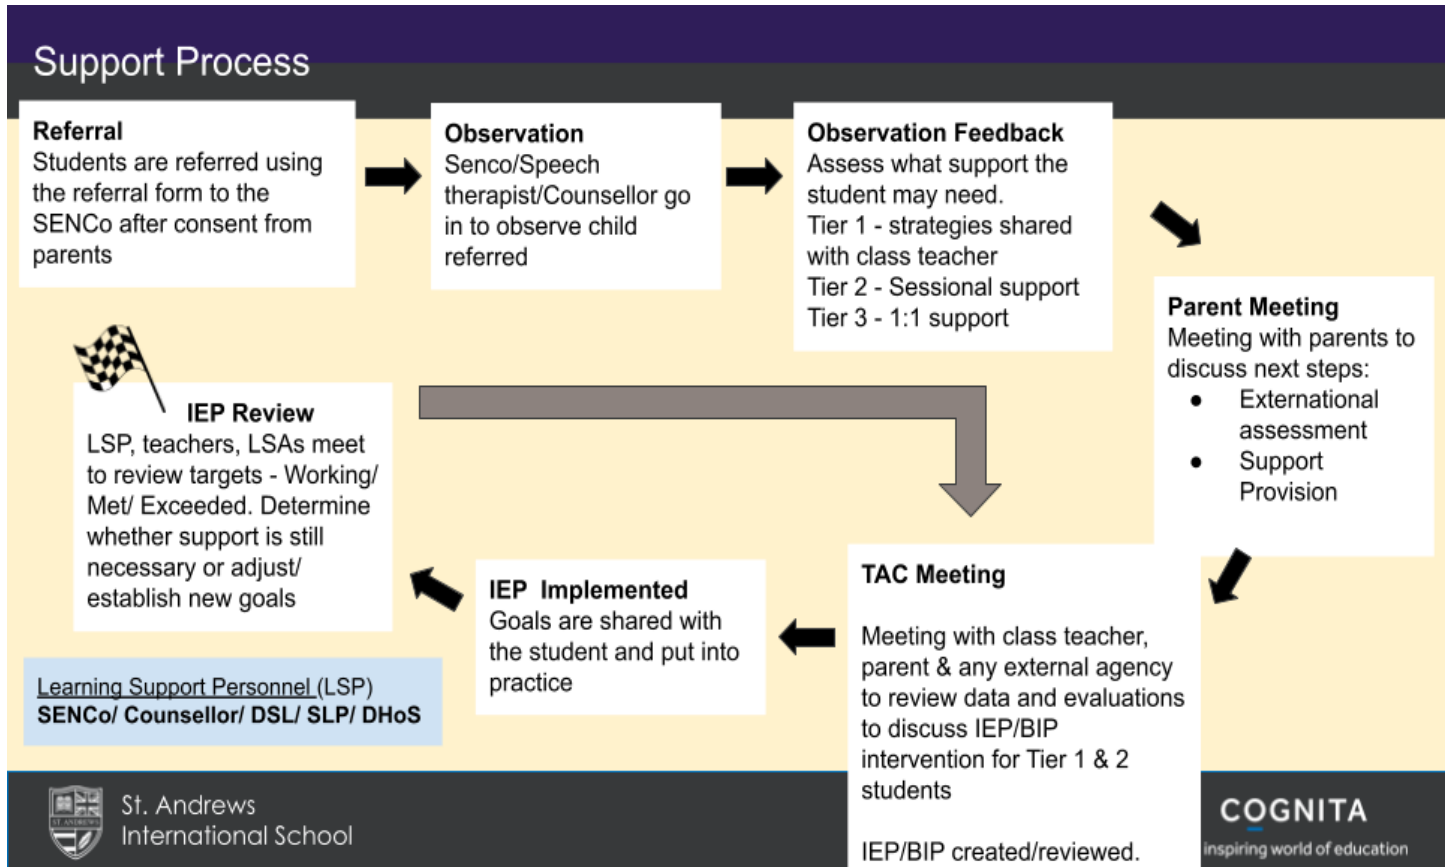 Support Process
Referral
Students are referred using
the referral form to the
SENCo after consent from
parents
Observation
Senco/Speech
therapist/Counsellor go
in to observe child
referred
Observation Feedback
Assess what support the
student may need.
Tier 1 - strategies shared
with class teacher
Tier 2 - Sessional support
Tier 3 - 1:1 support
Parent Meeting
Meeting with parents to
discuss next steps:
● Externational
assessment
● Support
Provision
TAC Meeting
Meeting with class teacher,
parent & any external agency
to review data and evaluations
to discuss IEP/BIP
intervention for Tier 1 & 2
students
IEP/BIP created/reviewed.
IEP Implemented
Goals are shared with
the student and put into
practice
IEP Review
LSP, teachers, LSAs meet
to review targets - Working/
Met/ Exceeded. Determine
whether support is still
necessary or adjust/
establish new goals
Learning Support Personnel (LSP)
SENCo/ Counsellor/ DSL/ SLP/ DHoS
ST. ANDREWS
St. Andrews
International School
COGNITA
inspiring world of education